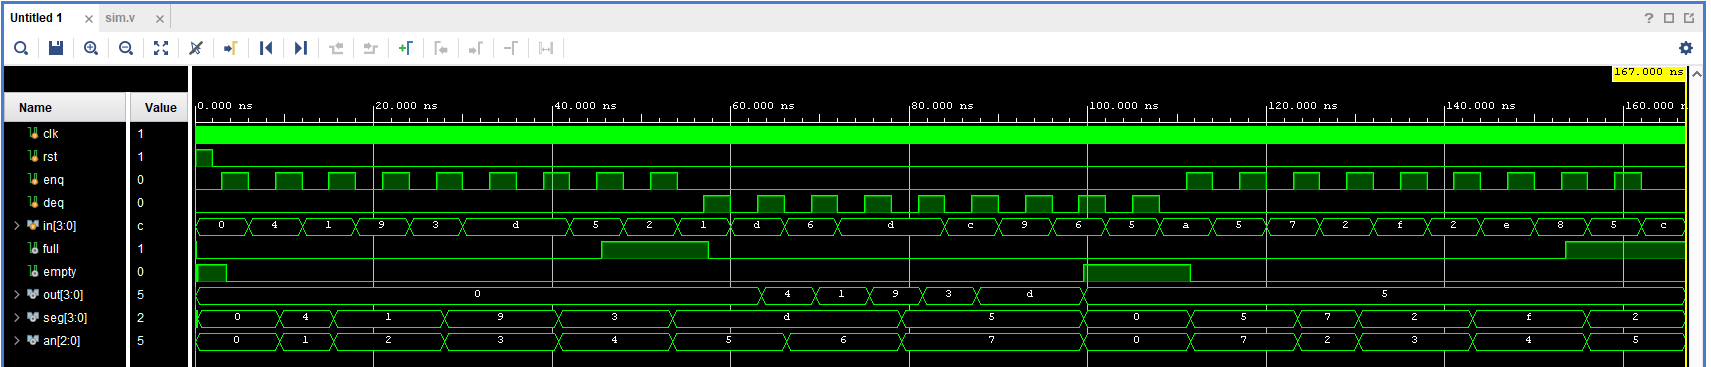 Untitled 1 × sim.v × ?
167.000 ns
Name Value 0.000 ns 20.000 ns 40.000 ns 60.000 ns 80.000 ns 100.000 ns 120.000 ns 140.000 ns 160.000 n
clk 1
rst 1
enq 0
deq 0
in[3:0] c 0 4 1 9 3 d 5 2 1 d 6 d c 9 6 5 a 5 7 2 f 2 e 8 5 c
full 1
empty 0
out[3:0] 5 0 4 1 9 3 d 5
seg[3:0] 2 0 4 1 9 3 d 5 0 5 7 2 f 2
an[2:0] 5 0 1 2 3 4 5 6 7 0 7 2 3 4 5